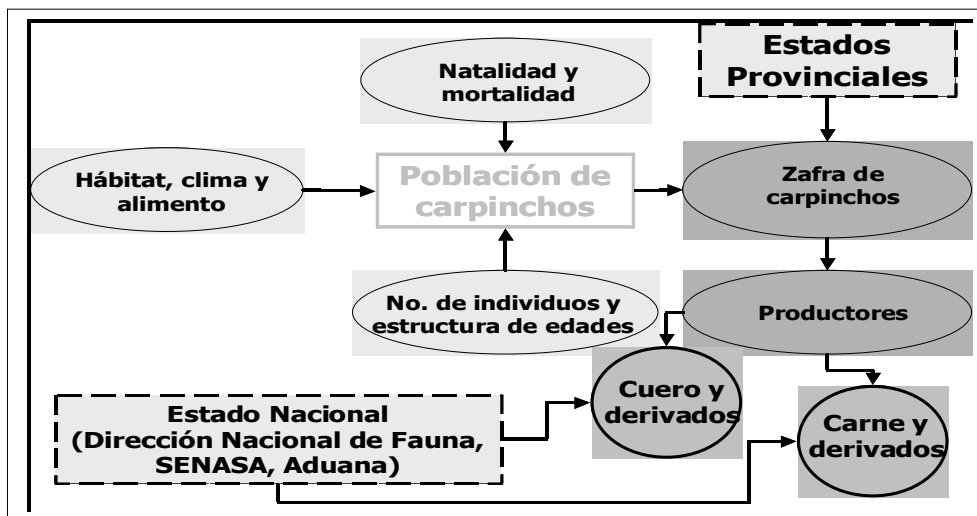 Natalidad y
mortalidad
Estados
Provinciales
Hábitat, clima y
alimento
Población de
carpinchos
Zafra de
carpinchos
No. de individuos y
estructura de edades
Productores
Cuero y
derivados
Estado Nacional
(Dirección Nacional de Fauna,
SENASA, Aduana)
Carne y
derivados